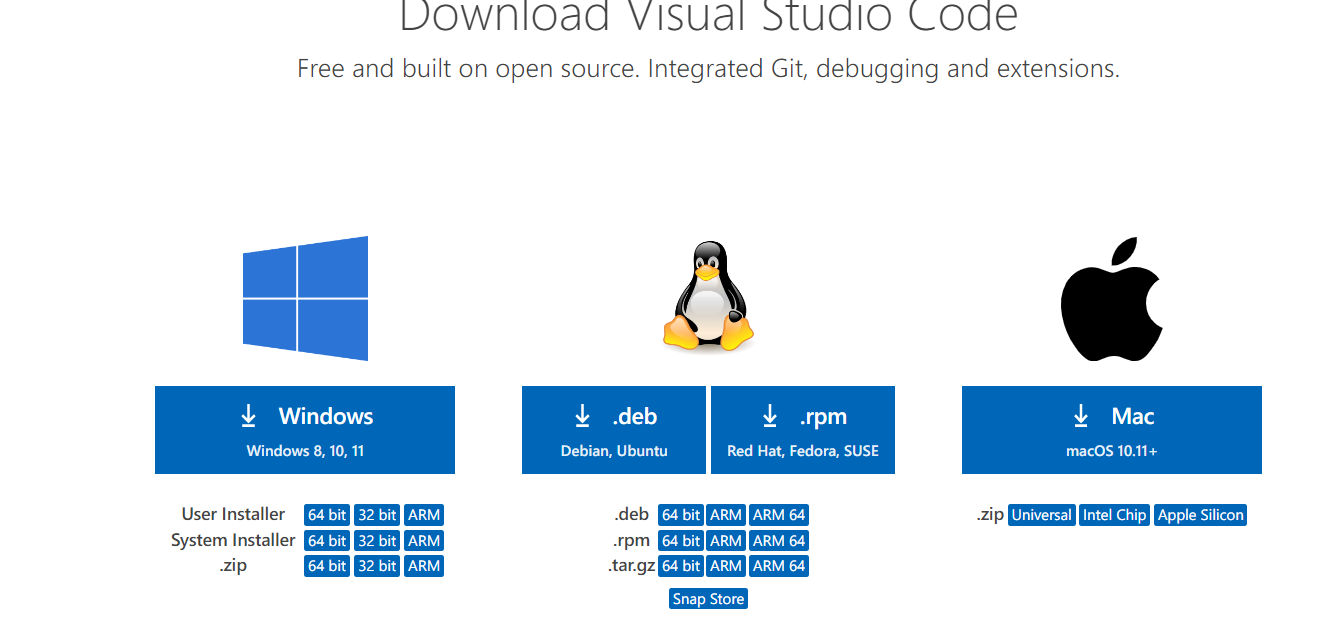 Download Visual Studio Code
Free and built on open source. Integrated Git, debugging and extensions.
Windows
Windows 8, 10, 11
User Installer 64 bit 32 bit ARM
System Installer 64 bit 32 bit ARM
.zip 64 bit 32 bit ARM
.deb
Debian, Ubuntu
.rpm
Red Hat, Fedora, SUSE
.deb 64 bit ARM ARM 64
.rpm 64 bit ARM ARM 64
.tar.gz 64 bit ARM ARM 64
Snap Store
Mac
macOS 10.11+
.zip Universal Intel Chip Apple Silicon